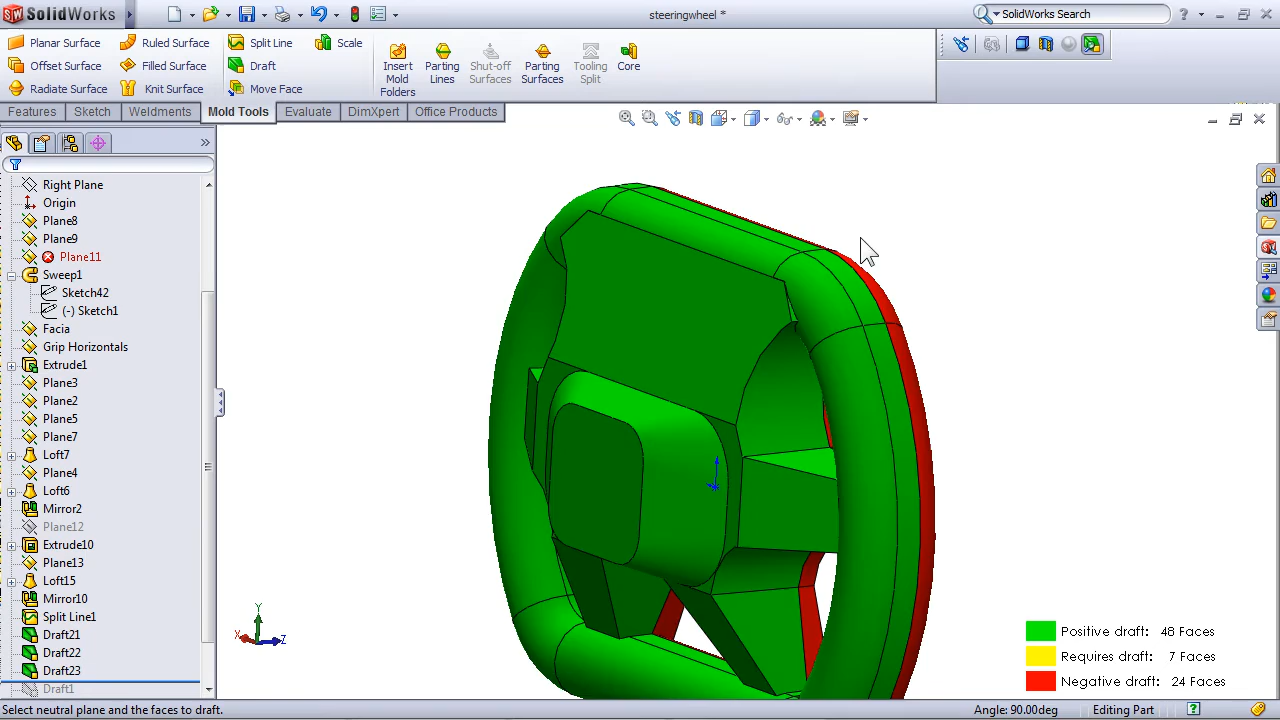 SolidWorks
steeringwheel *
SolidWorks Search
Planar Surface
Ruled Surface
Split Line
Scale
Offset Surface
Filled Surface
Draft
Radiate Surface
Knit Surface
Move Face
Insert
Mold
Folders
Parting
Lines
Shut-off
Surfaces
Parting
Surfaces
Tooling
Split
Core
Features
Sketch
Weldments
Mold Tools
Evaluate
DimXpert
Office Products
Right Plane
Origin
Plane8
Plane9
Plane11
Sweep1
Sketch42
(-) Sketch1
Facia
Grip Horizontals
Extrude1
Plane3
Plane2
Plane5
Plane7
Loft7
Plane4
Loft6
Mirror2
Plane12
Extrude10
Plane13
Loft15
Mirror10
Split Line1
Draft21
Draft22
Draft23
Draft1
Y
X
Z
Positive draft: 48 Faces
Requires draft: 7 Faces
Negative draft: 24 Faces
Select neutral plane and the faces to draft.
Angle: 90.00deg
Editing Part